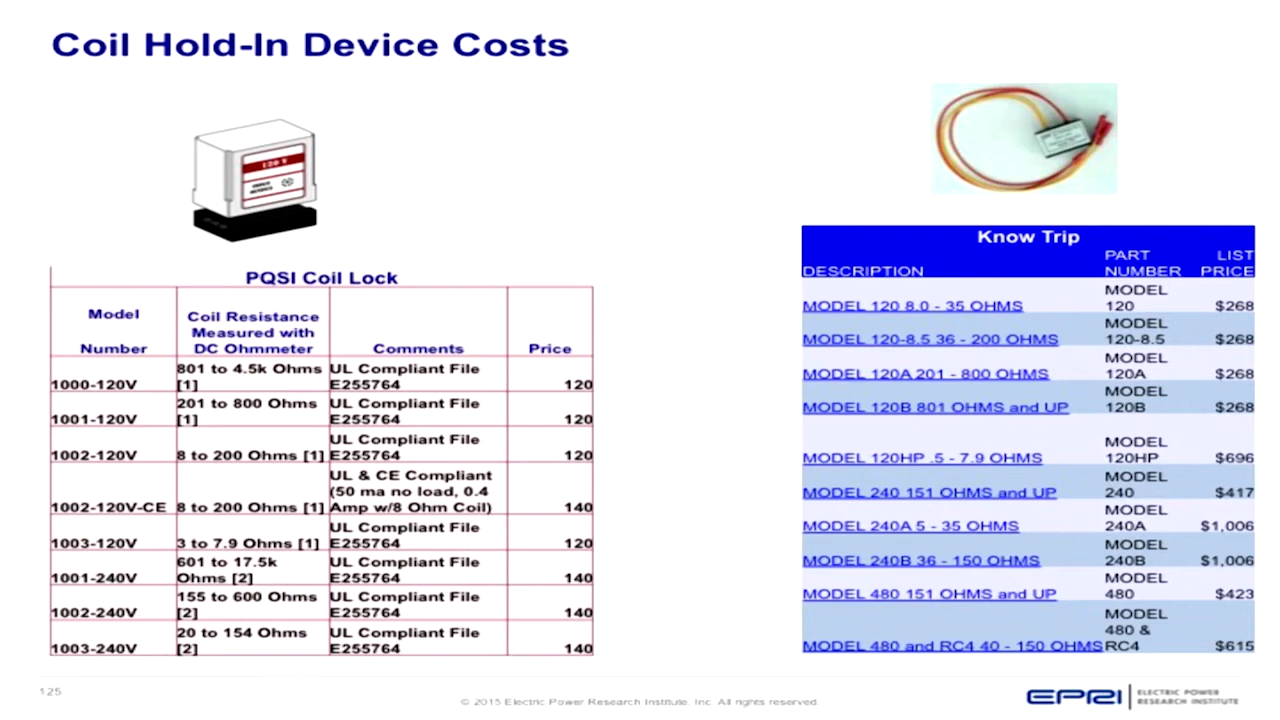 Coil Hold-In Device Costs
120 V
PQSI Coil Lock
Model Number Coil Resistance Measured with DC Ohmmeter Comments Price
1000-120V 801 to 4.5k Ohms [1] UL Compliant File E255764 120
1001-120V 201 to 800 Ohms [1] UL Compliant File E255764 120
1002-120V 8 to 200 Ohms [1] UL Compliant File E255764 120
1002-120V-CE 8 to 200 Ohms [1] UL & CE Compliant (50 ma no load, 0.4 Amp w/8 Ohm Coil) 140
1003-120V 3 to 7.9 Ohms [1] UL Compliant File E255764 120
1001-240V 601 to 17.5k Ohms [2] UL Compliant File E255764 140
1002-240V 155 to 600 Ohms [2] UL Compliant File E255764 140
1003-240V 20 to 154 Ohms [2] UL Compliant File E255764 140
Know Trip
DESCRIPTION PART NUMBER LIST PRICE
MODEL 120 8.0 - 35 OHMS MODEL 120 $268
MODEL 120-8.5 36 - 200 OHMS MODEL 120-8.5 $268
MODEL 120A 201 - 800 OHMS MODEL 120A $268
MODEL 120B 801 OHMS and UP MODEL 120B $268
MODEL 120HP .5 - 7.9 OHMS MODEL 120HP $696
MODEL 240 151 OHMS and UP MODEL 240 $417
MODEL 240A 5 - 35 OHMS MODEL 240A $1,006
MODEL 240B 36 - 150 OHMS MODEL 240B $1,006
MODEL 480 151 OHMS and UP MODEL 480 $423
MODEL 480 and RC4 40 - 150 OHMS MODEL 480 & RC4 $615
125
© 2015 Electric Power Research Institute, Inc. All rights reserved.
EPRI ELECTRIC POWER
RESEARCH INSTITUTE